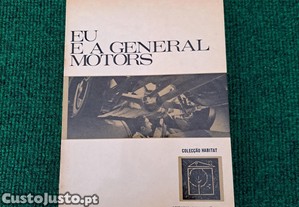 EU
E A GENERAL
MOTORS
COLECÇÃO HABITAT
CustoJusto.pt